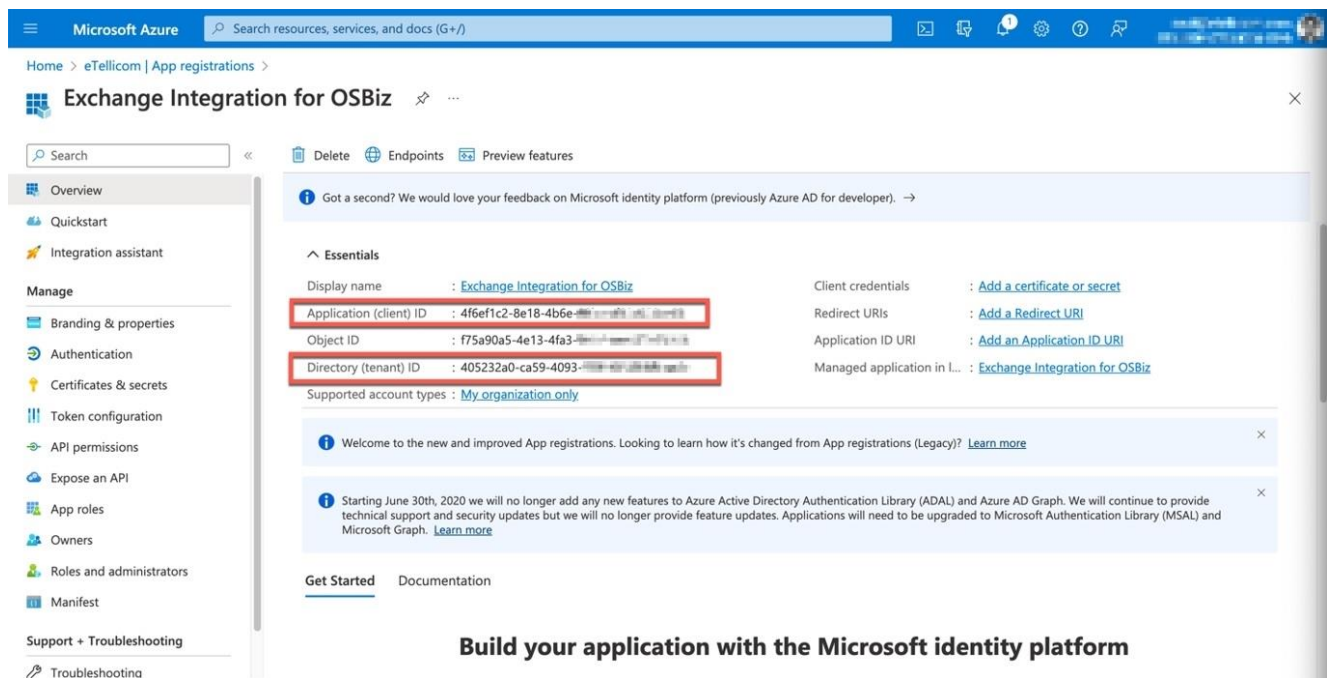 Microsoft Azure
Search resources, services, and docs (G+/)
1
Home > eTellicom | App registrations >
Exchange Integration for OSBiz
Search
Delete
Endpoints
Preview features
Overview
Quickstart
Integration assistant
Manage
Branding & properties
Authentication
Certificates & secrets
Token configuration
API permissions
Expose an API
App roles
Owners
Roles and administrators
Manifest
Support + Troubleshooting
Troubleshooting
Got a second? We would love your feedback on Microsoft identity platform (previously Azure AD for developer). →
Essentials
Display name : Exchange Integration for OSBiz
Application (client) ID : 4f6ef1c2-8e18-4b6e-
Object ID : f75a90a5-4e13-4fa3-
Directory (tenant) ID : 405232a0-ca59-4093-
Supported account types : My organization only
Client credentials : Add a certificate or secret
Redirect URIs : Add a Redirect URI
Application ID URI : Add an Application ID URI
Managed application in l... : Exchange Integration for OSBiz
Welcome to the new and improved App registrations. Looking to learn how it's changed from App registrations (Legacy)? Learn more
Starting June 30th, 2020 we will no longer add any new features to Azure Active Directory Authentication Library (ADAL) and Azure AD Graph. We will continue to provide
technical support and security updates but we will no longer provide feature updates. Applications will need to be upgraded to Microsoft Authentication Library (MSAL) and
Microsoft Graph. Learn more
Get Started
Documentation
Build your application with the Microsoft identity platform